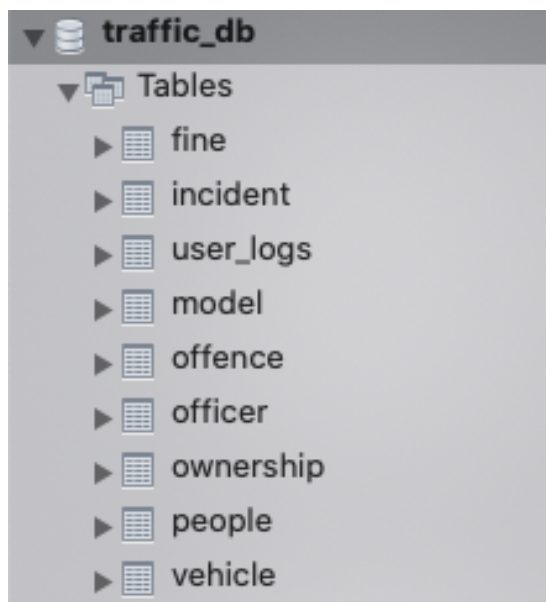 traffic_db
Tables
fine
incident
user_logs
model
offence
officer
ownership
people
vehicle